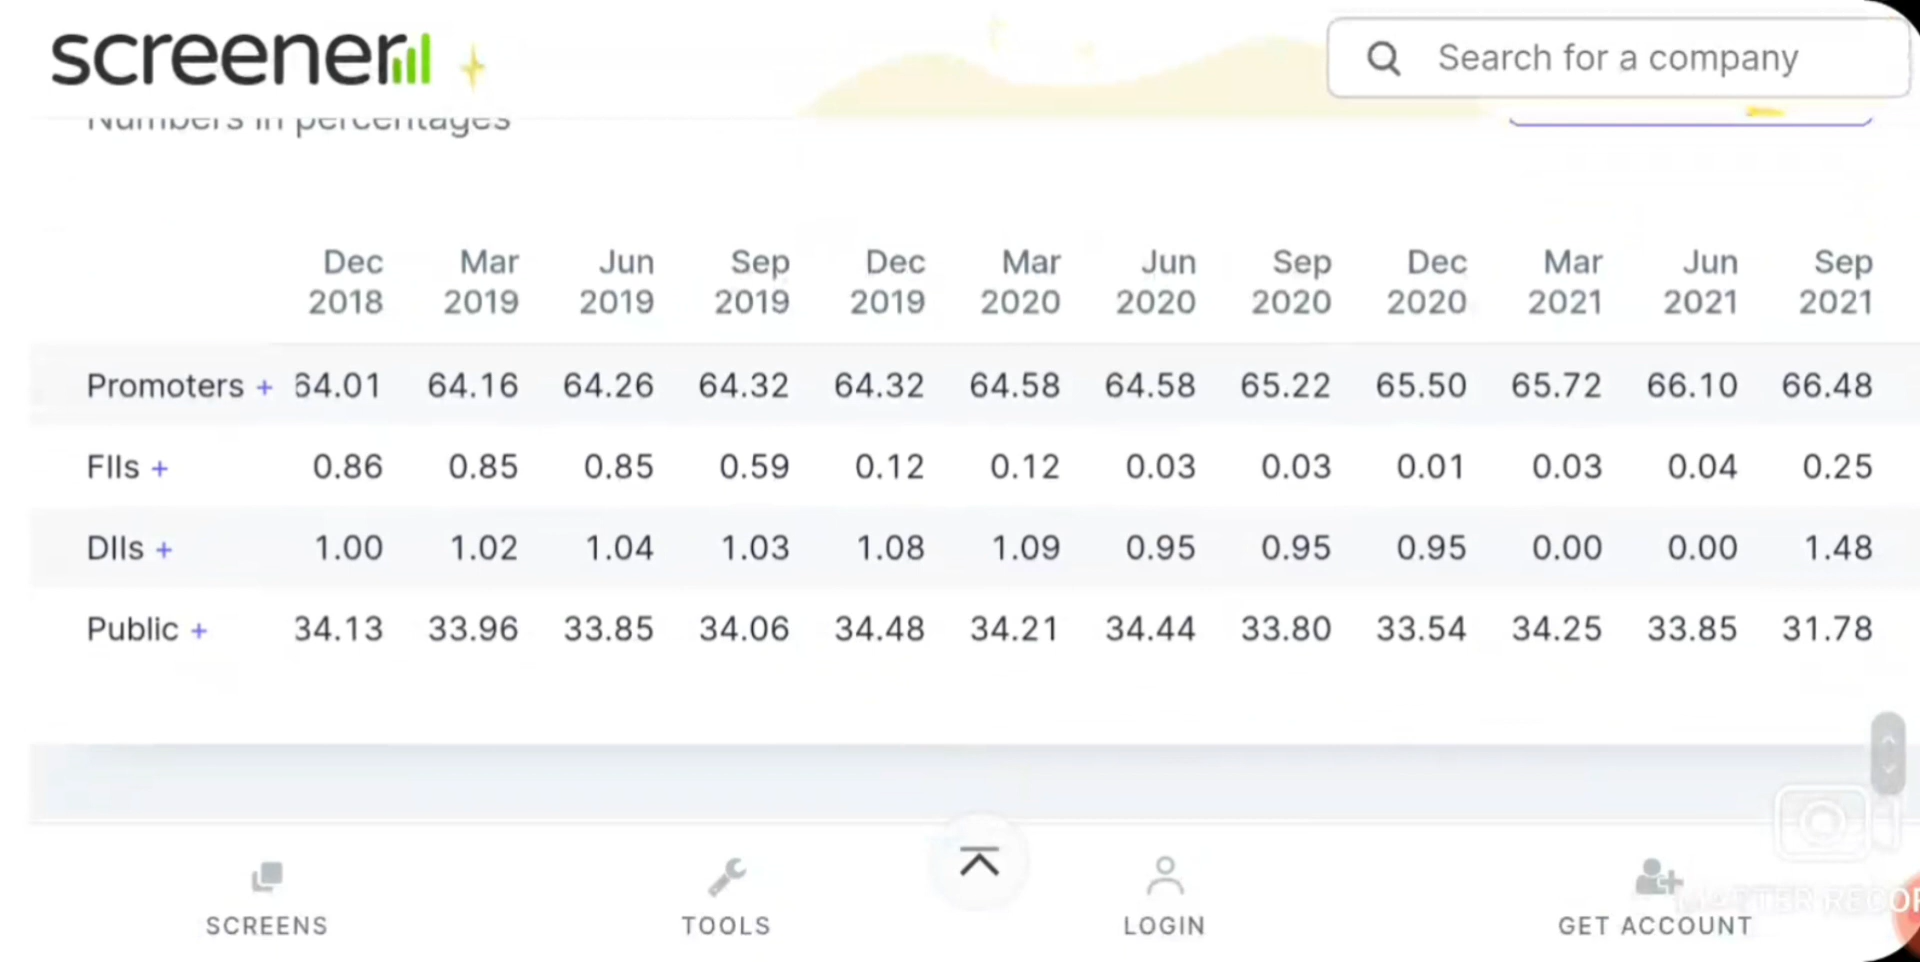 screener
Search for a company
Numbers in percentages
Dec 2018 Mar 2019 Jun 2019 Sep 2019 Dec 2019 Mar 2020 Jun 2020 Sep 2020 Dec 2020 Mar 2021 Jun 2021 Sep 2021
Promoters + 64.01 64.16 64.26 64.32 64.32 64.58 64.58 65.22 65.50 65.72 66.10 66.48
FIIs + 0.86 0.85 0.85 0.59 0.12 0.12 0.03 0.03 0.01 0.03 0.04 0.25
DIIs + 1.00 1.02 1.04 1.03 1.08 1.09 0.95 0.95 0.95 0.00 0.00 1.48
Public + 34.13 33.96 33.85 34.06 34.48 34.21 34.44 33.80 33.54 34.25 33.85 31.78
SCREENS TOOLS LOGIN GET ACCOUNT